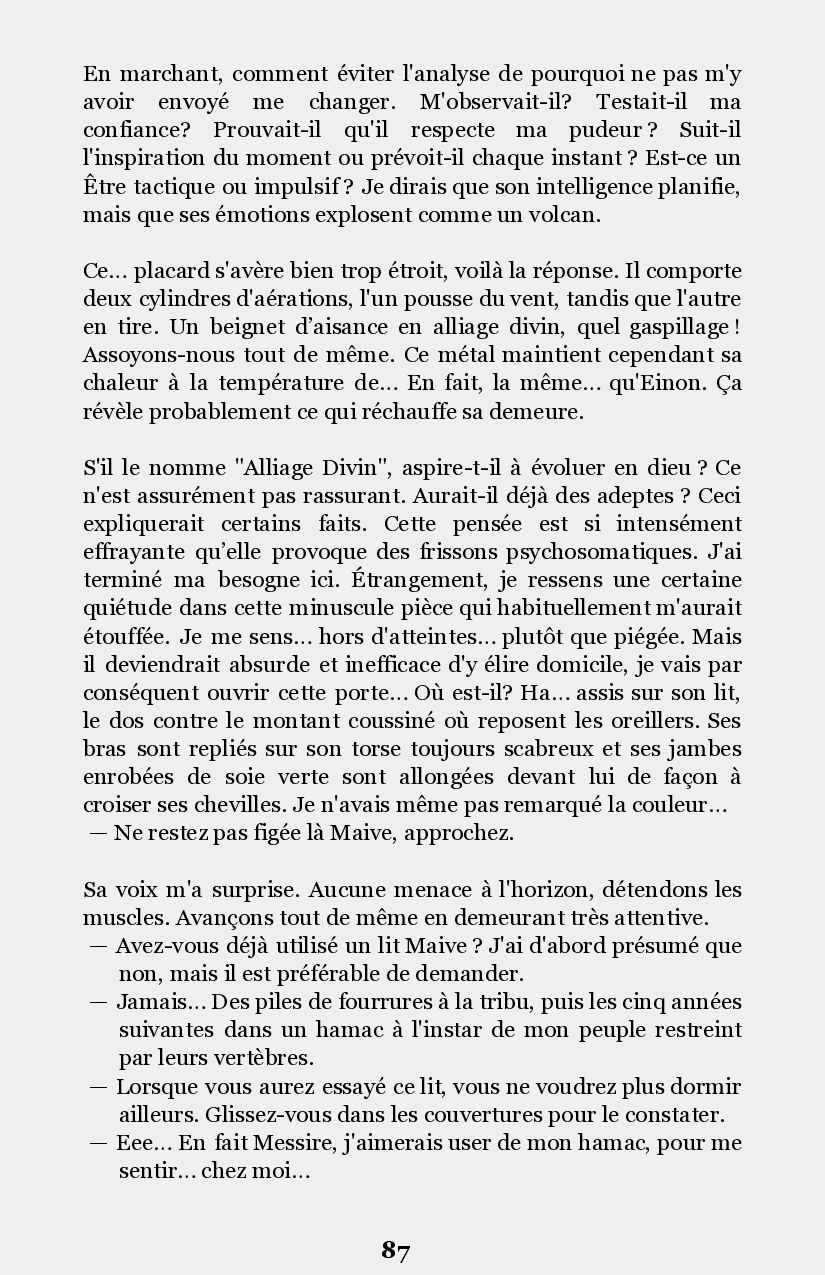 En marchant, comment éviter l'analyse de pourquoi ne pas m'y
avoir envoyé me changer. M'observait-il? Testait-il ma
confiance? Prouvait-il qu'il respecte ma pudeur ? Suit-il
l'inspiration du moment ou prévoit-il chaque instant ? Est-ce un
Être tactique ou impulsif ? Je dirais que son intelligence planifie,
mais que ses émotions explosent comme un volcan.
Ce... placard s'avère bien trop étroit, voilà la réponse. Il comporte
deux cylindres d'aérations, l'un pousse du vent, tandis que l'autre
en tire. Un beignet d’aisance en alliage divin, quel gaspillage !
Assoyons-nous tout de même. Ce métal maintient cependant sa
chaleur à la température de... En fait, la même... qu'Einon. Ça
révèle probablement ce qui réchauffe sa demeure.
S'il le nomme "Alliage Divin", aspire-t-il à évoluer en dieu ? Ce
n'est assurément pas rassurant. Aurait-il déjà des adeptes ? Ceci
expliquerait certains faits. Cette pensée est si intensément
effrayante qu’elle provoque des frissons psychosomatiques. J'ai
terminé ma besogne ici. Étrangement, je ressens une certaine
quiétude dans cette minuscule pièce qui habituellement m'aurait
étouffée. Je me sens... hors d'atteintes... plutôt que piégée. Mais
il deviendrait absurde et inefficace d'y élire domicile, je vais par
conséquent ouvrir cette porte... Où est-il? Ha... assis sur son lit,
le dos contre le montant coussiné où reposent les oreillers. Ses
bras sont repliés sur son torse toujours scabreux et ses jambes
enrobées de soie verte sont allongées devant lui de façon à
croiser ses chevilles. Je n'avais même pas remarqué la couleur...
— Ne restez pas figée là Maive, approchez.
Sa voix m'a surprise. Aucune menace à l'horizon, détendons les
muscles. Avançons tout de même en demeurant très attentive.
— Avez-vous déjà utilisé un lit Maive ? J'ai d'abord présumé que
non, mais il est préférable de demander.
— Jamais... Des piles de fourrures à la tribu, puis les cinq années
suivantes dans un hamac à l'instar de mon peuple restreint
par leurs vertèbres.
— Lorsque vous aurez essayé ce lit, vous ne voudrez plus dormir
ailleurs. Glissez-vous dans les couvertures pour le constater.
— Eee... En fait Messire, j'aimerais user de mon hamac, pour me
sentir... chez moi...
87